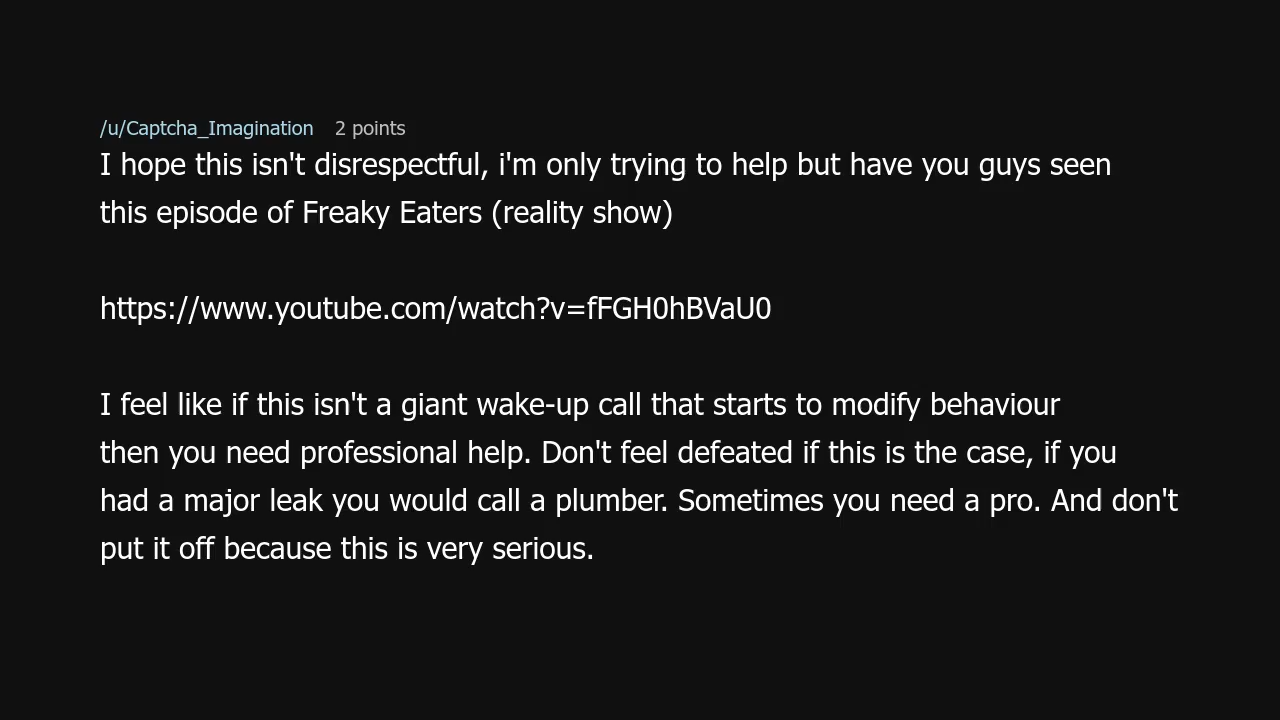 /u/Captcha_Imagination 2 points
I hope this isn't disrespectful, i'm only trying to help but have you guys seen
this episode of Freaky Eaters (reality show)
https://www.youtube.com/watch?v=fFGH0hBVaU0
I feel like if this isn't a giant wake-up call that starts to modify behaviour
then you need professional help. Don't feel defeated if this is the case, if you
had a major leak you would call a plumber. Sometimes you need a pro. And don't
put it off because this is very serious.